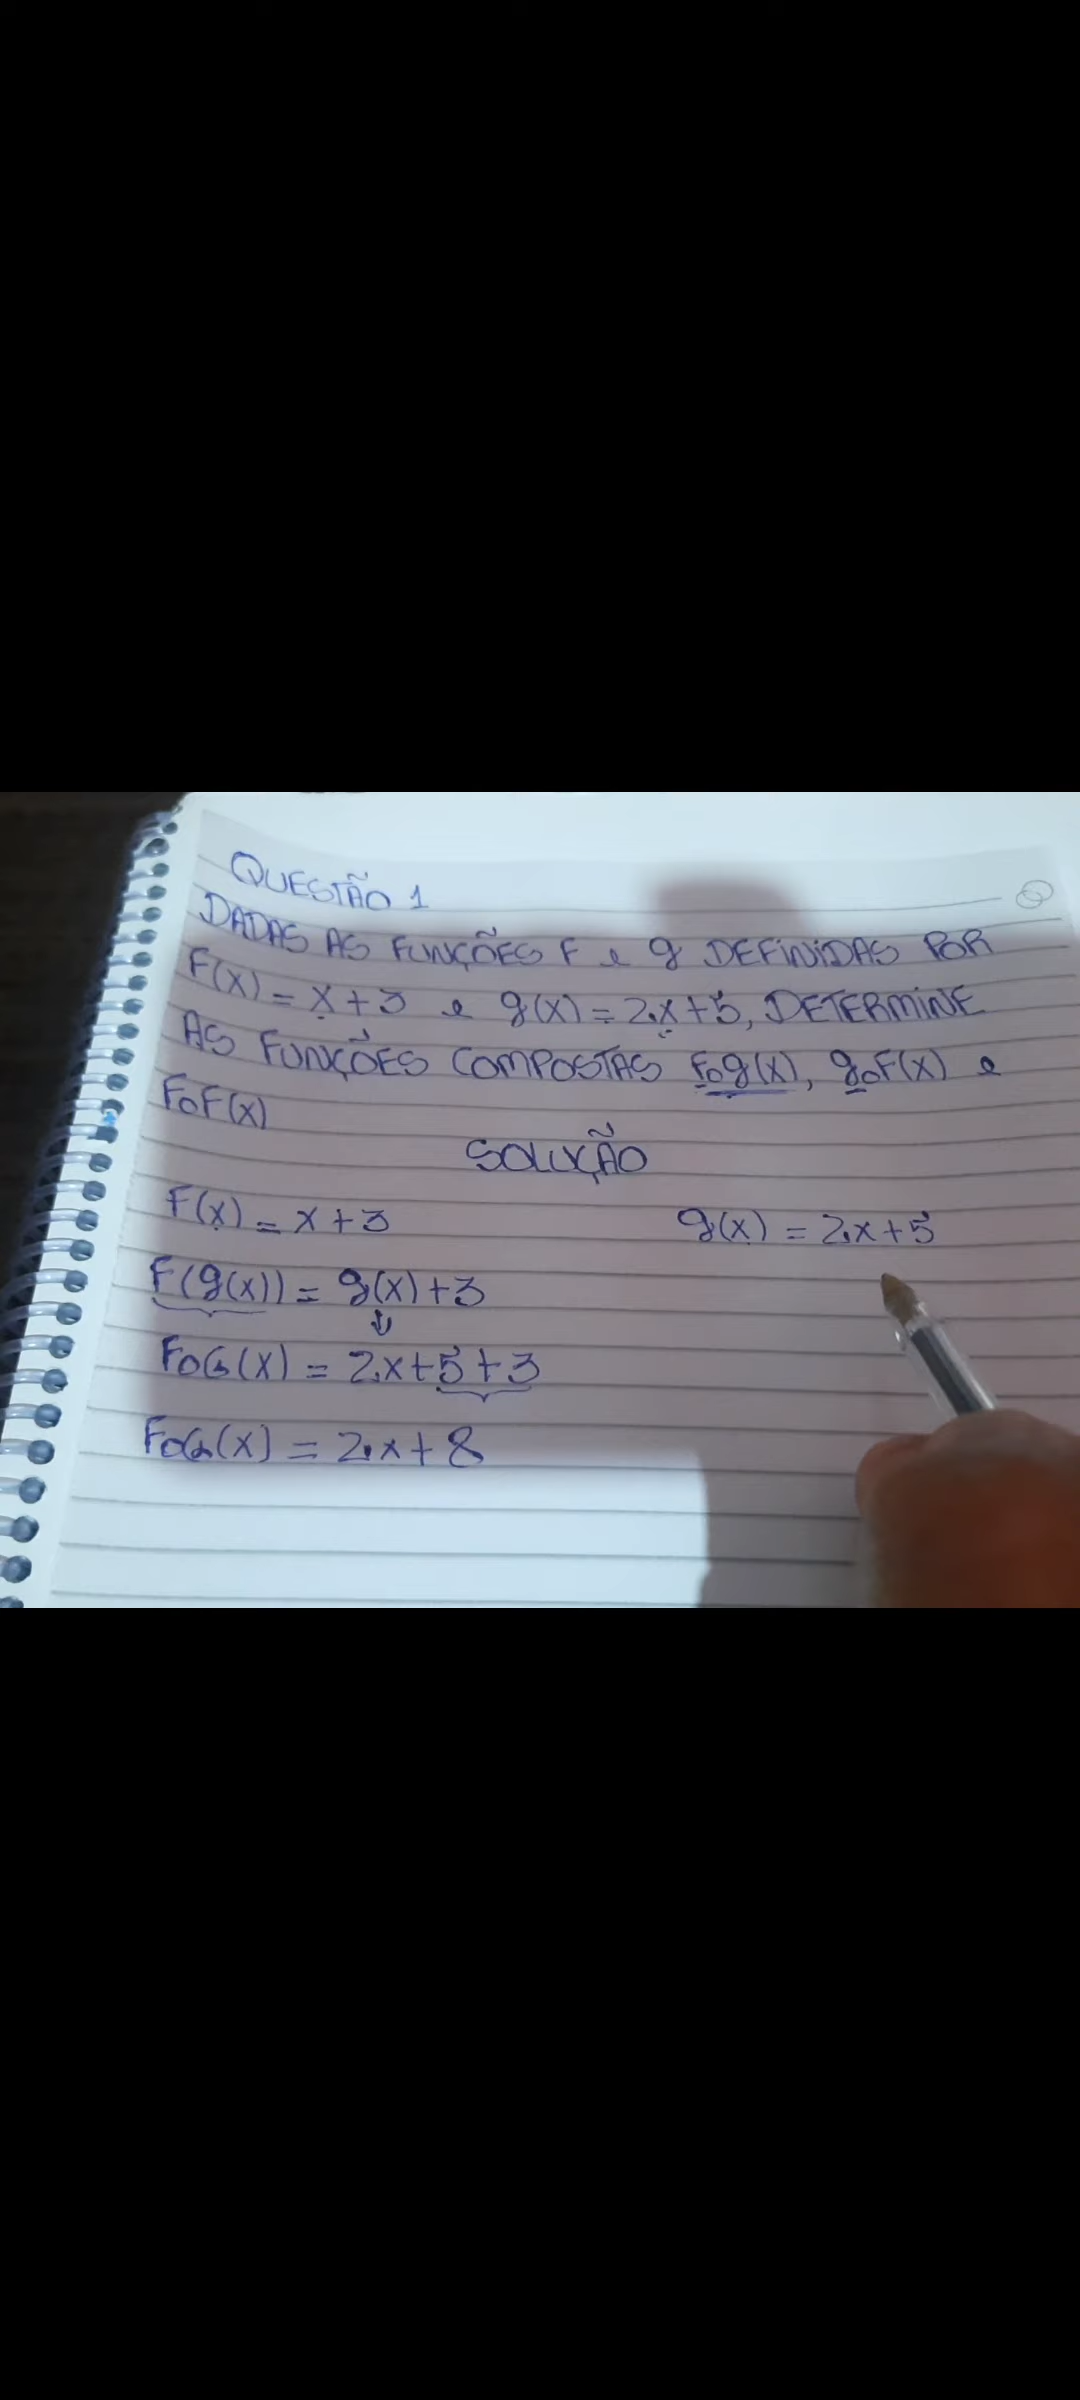 QUESTÃO 1
DADAS AS FUNÇÕES F e g DEFINIDAS POR
F(X) = X + 3 e g(X) = 2.X + 5, DETERMINE
AS FUNÇÕES COMPOSTAS Fog(X), goF(X) e
FoF(X)
SOLUÇÃO
F(X) = X + 3 g(X) = 2.X + 5
F(g(X)) = g(X) + 3
FoG(X) = 2.X + 5 + 3
FoG(X) = 2.X + 8